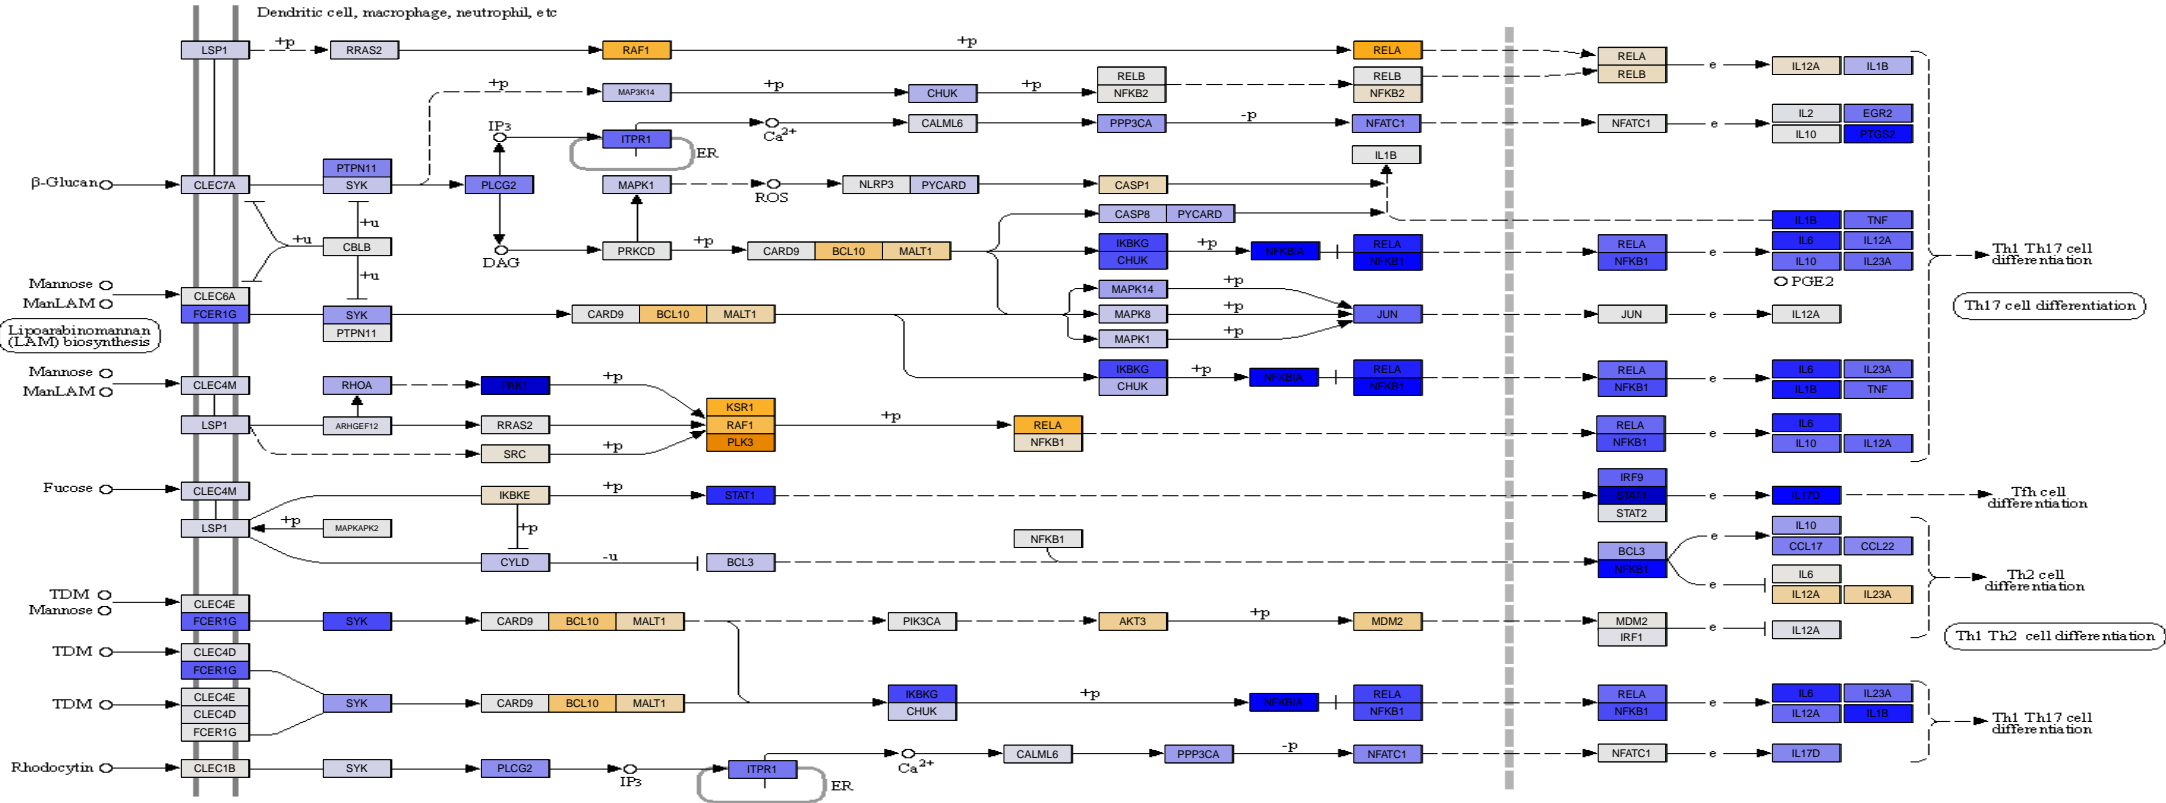 Dendritic cell, macrophage, neutrophil, etc
LSP1 +p RRAS2 RAF1 +p RELA RELA
RELB IL12A IL1B e
MAP3K14 +p +p CHUK +p RELB NFKB2 RELB NFKB2
IP3 ITPR1 ER Ca2+ CALML6 PPP3CA -p NFATC1 NFATC1 e IL2 EGR2
IL10 PTGS2
IL1B
β-Glucan CLEC7A PTPN11 SYK PLCG2 MAPK1 ROS NLRP3 PYCARD CASP1
CASP8 PYCARD IL1B TNF
+u +u CBLB DAG PRKCD +p CARD9 BCL10 MALT1 IKBKG CHUK +p NFKBIA RELA NFKB1 RELA NFKB1 e IL6 IL12A
IL10 IL23A
PGE2
Th1 Th17 cell
differentiation
+u
Mannose
ManLAM
CLEC6A
FCER1G SYK PTPN11 CARD9 BCL10 MALT1
MAPK14 +p
MAPK8 +p JUN JUN e IL12A
MAPK1 +p
Th17 cell differentiation
Lipoarabinomannan
(LAM) biosynthesis
Mannose
ManLAM
CLEC4M RHOA PAK1 +p IKBKG CHUK +p NFKBIA RELA NFKB1 RELA NFKB1 e IL6 IL23A
IL1B TNF
LSP1 ARHGEF12 RRAS2 KSR1 RAF1 PLK3 +p RELA NFKB1 RELA NFKB1 e IL6
IL10 IL12A
SRC +p
Fucose CLEC4M IKBKE +p STAT1 IRF9 STAT1 STAT2 e IL17D Tfh cell
differentiation
LSP1 +p MAPKAPK2 +p NFKB1
CYLD -u BCL3 BCL3 NFKB1 e IL10
CCL17 CCL22
e IL6
IL12A IL23A
Th2 cell
differentiation
TDM
Mannose
CLEC4E
FCER1G SYK CARD9 BCL10 MALT1 PIK3CA AKT3 +p MDM2 MDM2 IRF1 e IL12A
Th1 Th2 cell differentiation
TDM CLEC4D
FCER1G
TDM CLEC4E
CLEC4D
FCER1G
SYK CARD9 BCL10 MALT1 IKBKG CHUK +p NFKBIA RELA NFKB1 RELA NFKB1 e IL6 IL23A
IL12A IL1B
Th1 Th17 cell
differentiation
Rhodocytin CLEC1B SYK PLCG2 IP3 ITPR1 ER Ca2+ CALML6 PPP3CA -p NFATC1 NFATC1 e IL17D